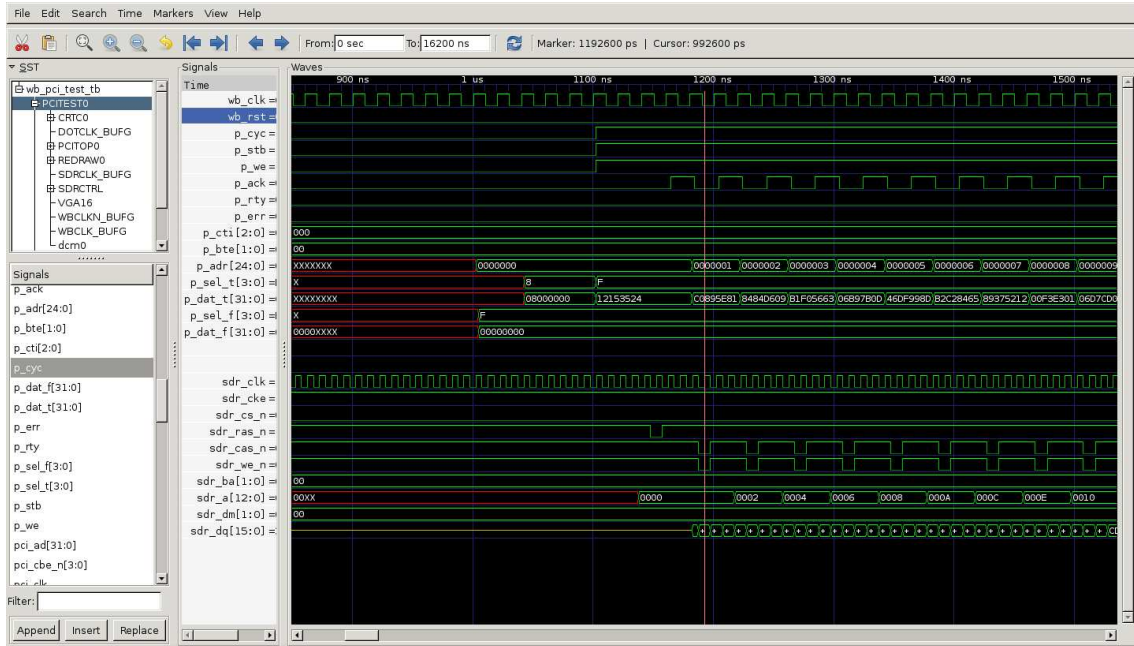 File Edit Search Time Markers View Help
From: 0 sec To: 16200 ns Marker: 1192600 ps | Cursor: 992600 ps
SST
wb_pci_test_tb
PCITEST0
CRTC0
DOTCLK_BUFG
PCITOP0
REDRAW0
SDRCLK_BUFG
SDRCTRL
VGA16
WBCLKN_BUFG
WBCLK_BUFG
dcm0
Signals
p_ack
p_adr[24:0]
p_bte[1:0]
p_cti[2:0]
p_cyc
p_dat_f[31:0]
p_dat_t[31:0]
p_err
p_rty
p_sel_f[3:0]
p_sel_t[3:0]
p_stb
p_we
pci_ad[31:0]
pci_cbe_n[3:0]
pci_clk
Filter:
Append Insert Replace
Signals
Time
wb_clk =
wb_rst =
p_cyc =
p_stb =
p_we =
p_ack =
p_rty =
p_err =
p_cti[2:0] =
p_bte[1:0] =
p_adr[24:0] =
p_sel_t[3:0] =
p_dat_t[31:0] =
p_sel_f[3:0] =
p_dat_f[31:0] =
sdr_clk =
sdr_cke =
sdr_cs_n =
sdr_ras_n =
sdr_cas_n =
sdr_we_n =
sdr_ba[1:0] =
sdr_a[12:0] =
sdr_dm[1:0] =
sdr_dq[15:0] =
Waves
900 ns 1 us 1100 ns 1200 ns 1300 ns 1400 ns 1500 ns
000
00
XXXXXXX 0000000 0000001 0000002 0000003 0000004 0000005 0000006 0000007 0000008 0000009
X 8 F
XXXXXXXX 08000000 12153524 C0895E81 8484D609 B1F05663 06B97B0D 46DF998D B2C28465 89375212 00F3E301 06D7CD0
X F
0000XXXX 00000000
00
00XX 0000 0002 0004 0006 0008 000A 000C 000E 0010
00
+ + + + + + + + + + + + + + + + + CD